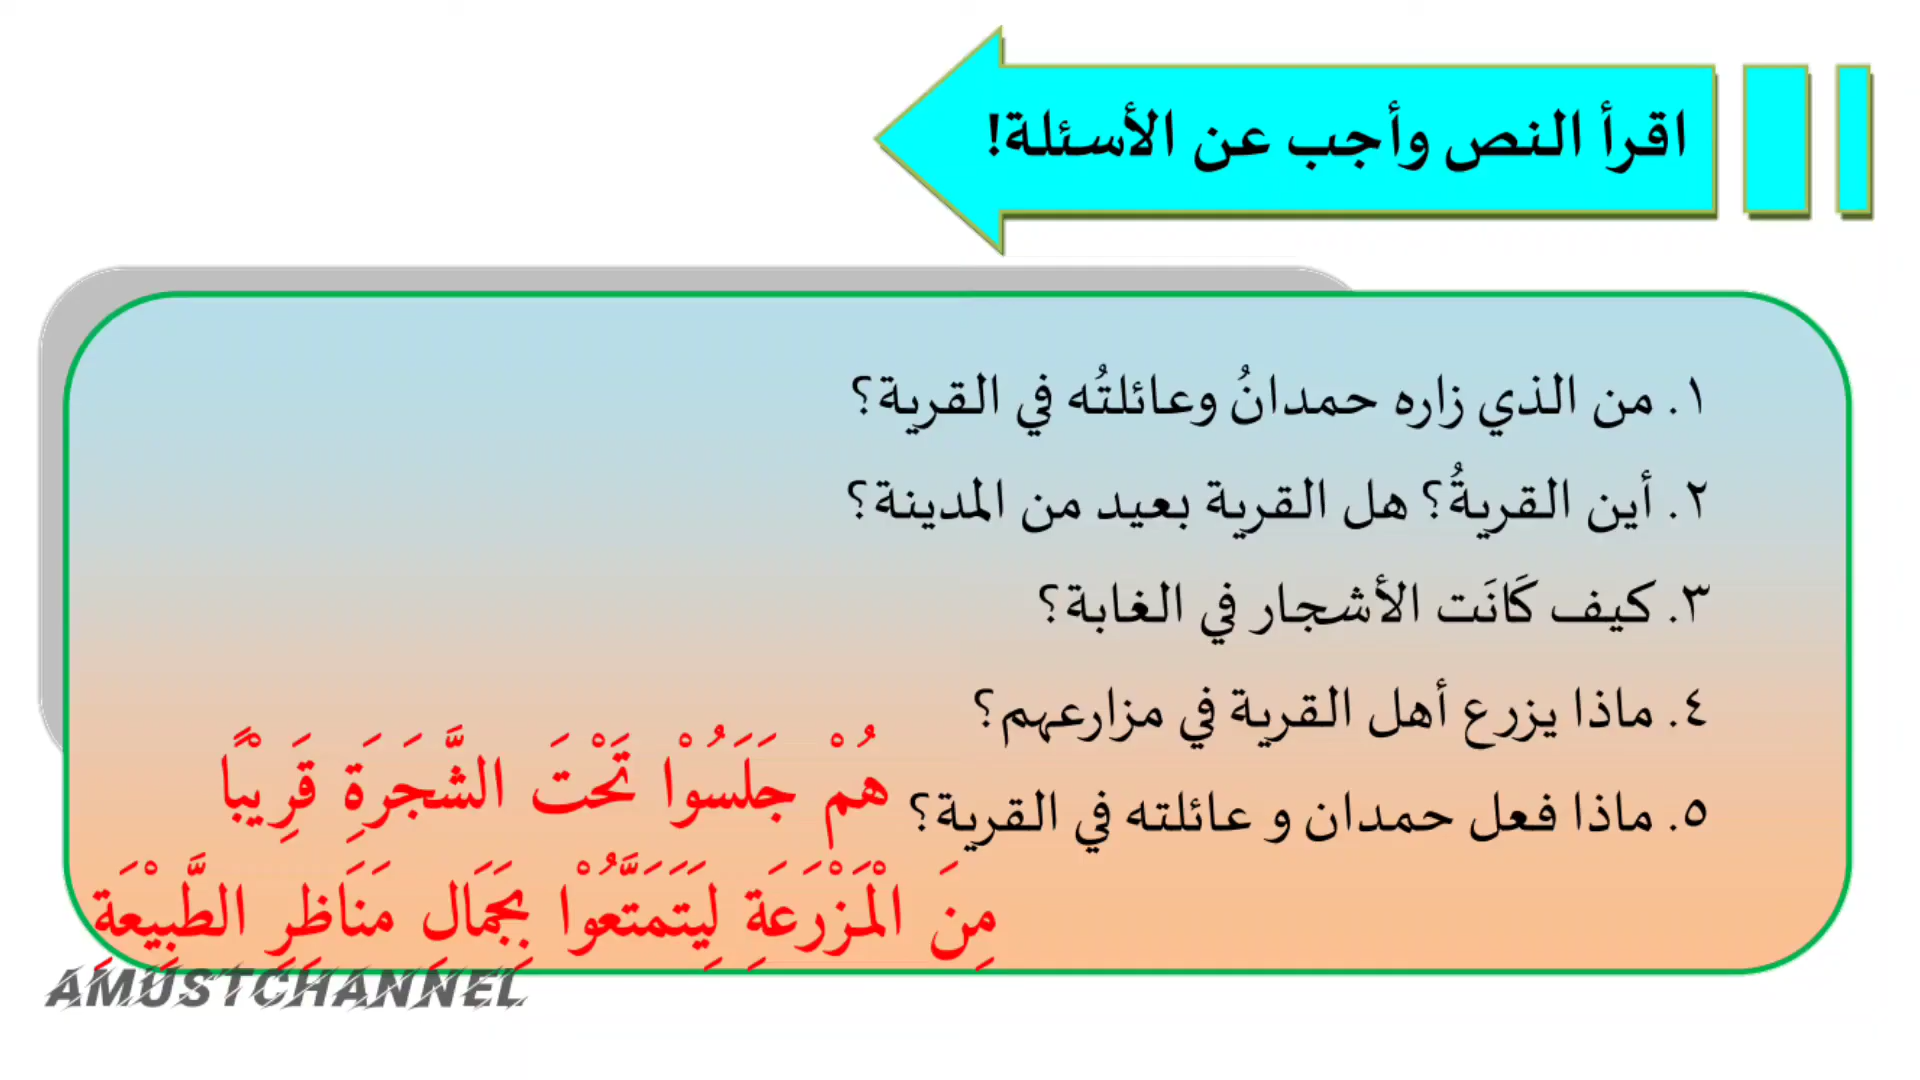 اقرأ النص وأجب عن الأسئلة!
١. من الذي زاره حمدانُ وعائلتُه في القرية؟
٢. أين القريةُ؟ هل القرية بعيد من المدينة؟
٣. كيف كَانَت الأشجار في الغابة؟
٤. ماذا يزرع أهل القرية في مزارعهم؟
٥. ماذا فعل حمدان و عائلته في القرية؟
هُمْ جَلَسُوْا تَحْتَ الشَّجَرَةِ قَرِيْبًا
مِنَ الْمَزْرَعَةِ لِيَتَمَتَّعُوْا بِجَمَالِ مَنَاظِرِ الطَّبِيْعَةِ
AMUSTCHANNEL